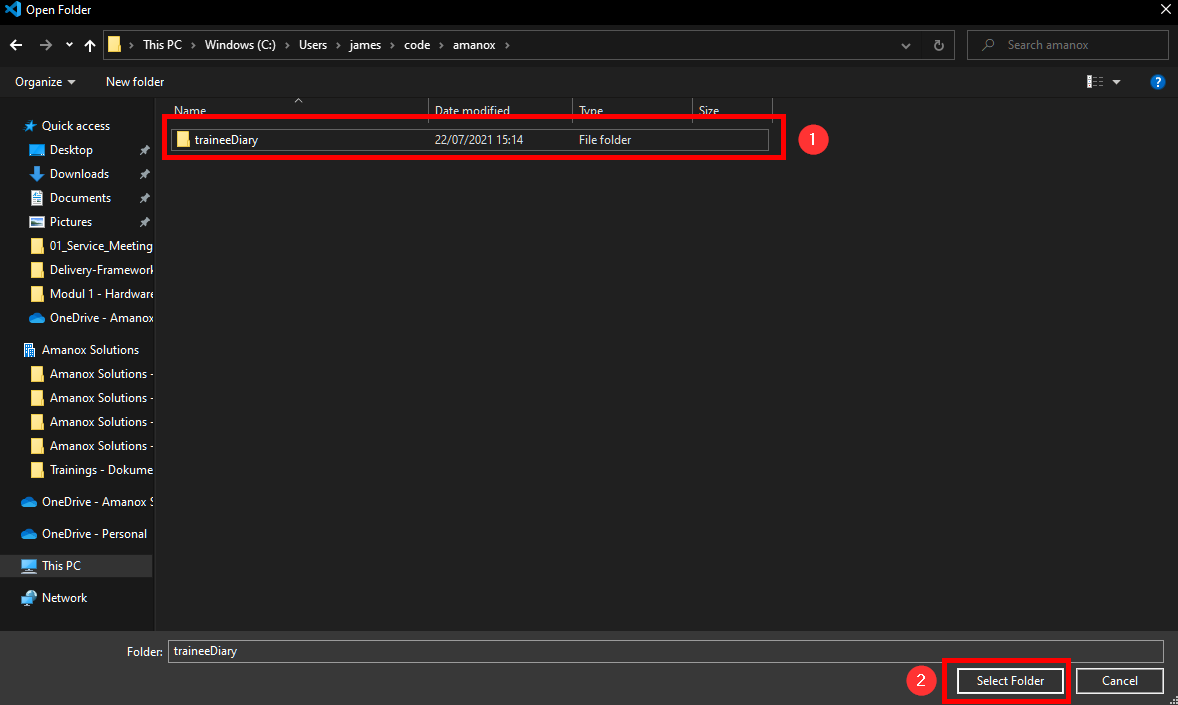 Open Folder
This PC > Windows (C:) > Users > james > code > amanox >
Search amanox
Organize
New folder
?
Name Date modified Type Size
traineeDiary 22/07/2021 15:14 File folder
1
Quick access
Desktop
Downloads
Documents
Pictures
01_Service_Meeting
Delivery-Framework
Modul 1 - Hardware
OneDrive - Amanox
Amanox Solutions
Amanox Solutions -
Amanox Solutions -
Amanox Solutions -
Amanox Solutions -
Trainings - Dokume
OneDrive - Amanox S
OneDrive - Personal
This PC
Network
Folder: traineeDiary
2
Select Folder
Cancel